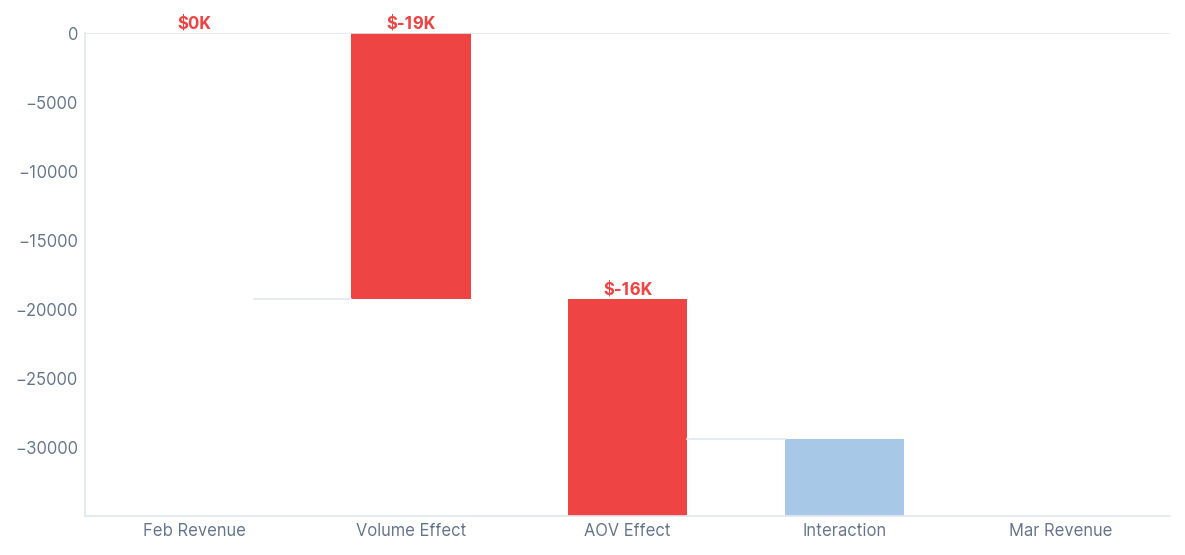 $0K
$-19K
0
−5000
−10000
−15000
$-16K
−20000
−25000
−30000
Feb Revenue
Volume Effect
AOV Effect
Interaction
Mar Revenue